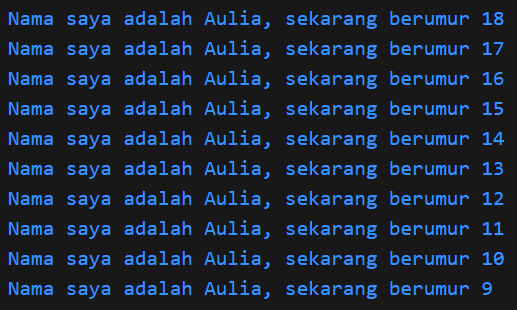 Nama saya adalah Aulia, sekarang berumur 18
Nama saya adalah Aulia, sekarang berumur 17
Nama saya adalah Aulia, sekarang berumur 16
Nama saya adalah Aulia, sekarang berumur 15
Nama saya adalah Aulia, sekarang berumur 14
Nama saya adalah Aulia, sekarang berumur 13
Nama saya adalah Aulia, sekarang berumur 12
Nama saya adalah Aulia, sekarang berumur 11
Nama saya adalah Aulia, sekarang berumur 10
Nama saya adalah Aulia, sekarang berumur 9